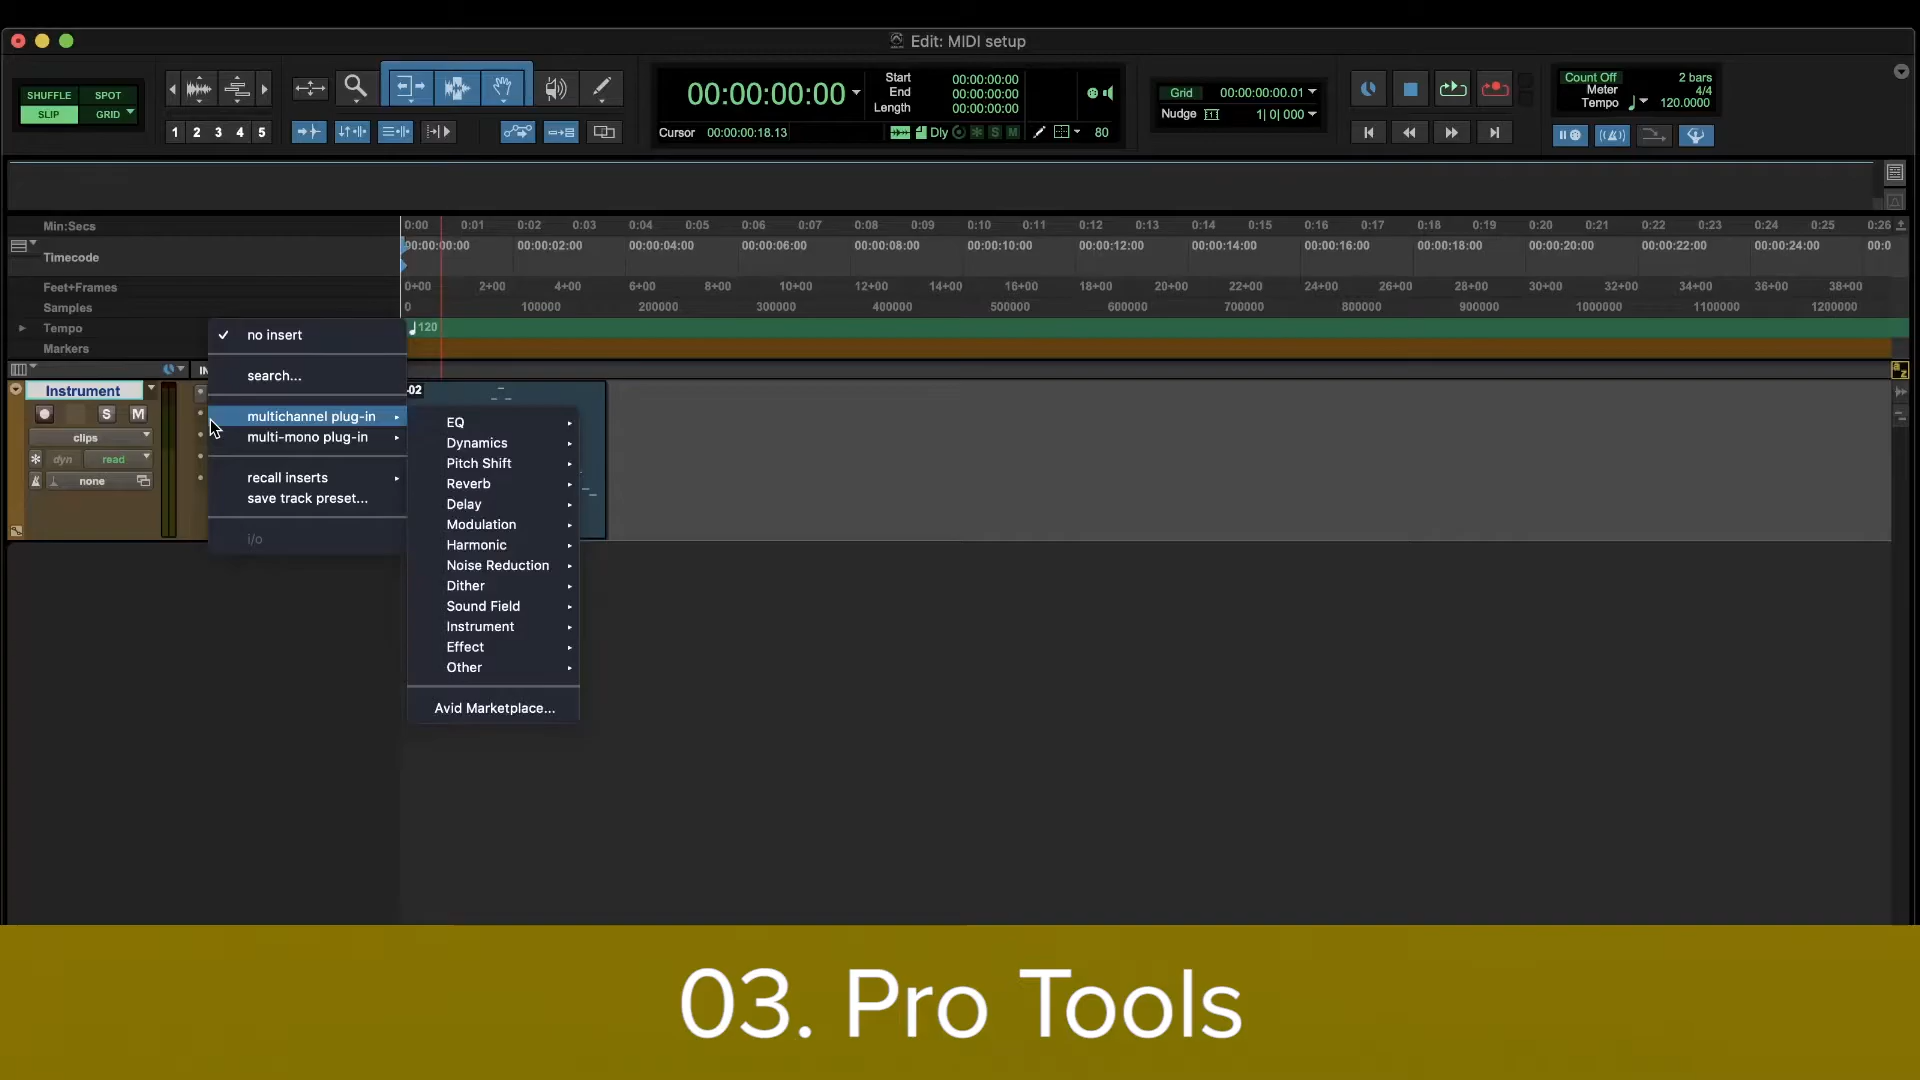 Edit: MIDI setup
SHUFFLE SPOT
SLIP GRID
1 2 3 4 5
00:00:00:00
Start 00:00:00:00
End 00:00:00:00
Length 00:00:00:00
Cursor 00:00:00:18.13
Dly S M 80
Grid 00:00:00:00.01
Nudge 1| 0| 000
Count Off 2 bars
Meter 4/4
Tempo 120.0000
Min:Secs 0:00 0:01 0:02 0:03 0:04 0:05 0:06 0:07 0:08 0:09 0:10 0:11 0:12 0:13 0:14 0:15 0:16 0:17 0:18 0:19 0:20 0:21 0:22 0:23 0:24 0:25 0:26
Timecode 00:00:00:00 00:00:02:00 00:00:04:00 00:00:06:00 00:00:08:00 00:00:10:00 00:00:12:00 00:00:14:00 00:00:16:00 00:00:18:00 00:00:20:00 00:00:22:00 00:00:24:00 00:0
Feet+Frames 0+00 2+00 4+00 6+00 8+00 10+00 12+00 14+00 16+00 18+00 20+00 22+00 24+00 26+00 28+00 30+00 32+00 34+00 36+00 38+00
Samples 0 100000 200000 300000 400000 500000 600000 700000 800000 900000 1000000 1100000 1200000
Tempo 120
Markers
IN
Instrument
-02
S M
clips
dyn read
none
no insert
search...
multichannel plug-in
multi-mono plug-in
recall inserts
save track preset...
i/o
EQ
Dynamics
Pitch Shift
Reverb
Delay
Modulation
Harmonic
Noise Reduction
Dither
Sound Field
Instrument
Effect
Other
Avid Marketplace...
a z
03. Pro Tools